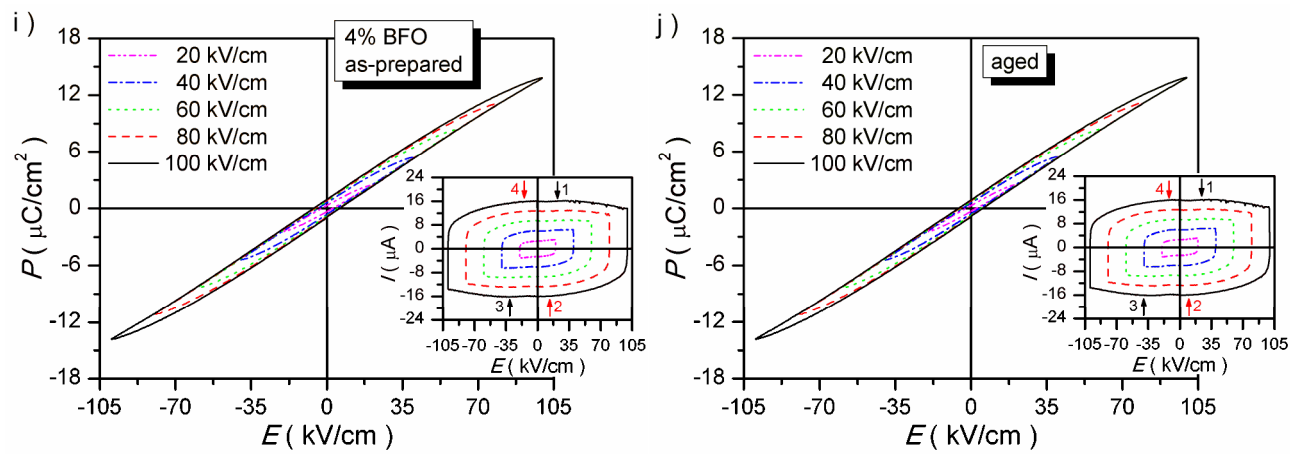 i )
18
12
6
0
-6
-12
-18
P ( μC/cm²)
20 kV/cm
40 kV/cm
60 kV/cm
80 kV/cm
100 kV/cm
4% BFO
as-prepared
-105 -70 -35 0 35 70 105
E ( kV/cm)
24
16
8
0
-8
-16
-24
I ( μA)
4 1
3 2
-105 -70 -35 0 35 70 105
E ( kV/cm)
j )
18
12
6
0
-6
-12
-18
P ( μC/cm²)
20 kV/cm
40 kV/cm
60 kV/cm
80 kV/cm
100 kV/cm
aged
-105 -70 -35 0 35 70 105
E ( kV/cm)
24
16
8
0
-8
-16
-24
I ( μA)
4 1
3 2
-105 -70 -35 0 35 70 105
E ( kV/cm)